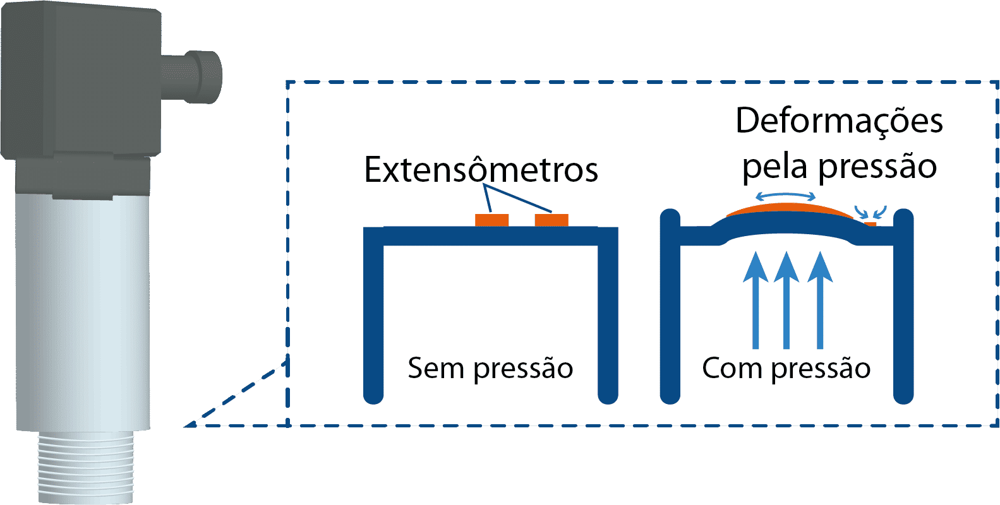 Deformações
pela pressão
Extensômetros
Sem pressão
Com pressão